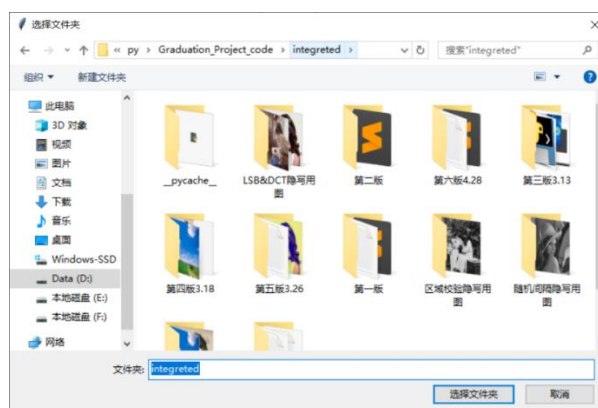 选择文件夹
« py › Graduation_Project_code › integreted ›
搜索"integreted"
组织 新建文件夹
此电脑
3D 对象
视频
图片
文档
下载
音乐
桌面
Windows-SSD
Data (D:)
本地磁盘 (E:)
本地磁盘 (F:)
网络
__pycache__
LSB&DCT隐写用
图
第二版
第六版4.28
第三版3.13
第四版3.18
第五版3.26
第一版
区域校验隐写用
图
随机间隔隐写用
图
文件夹: integreted
选择文件夹 取消